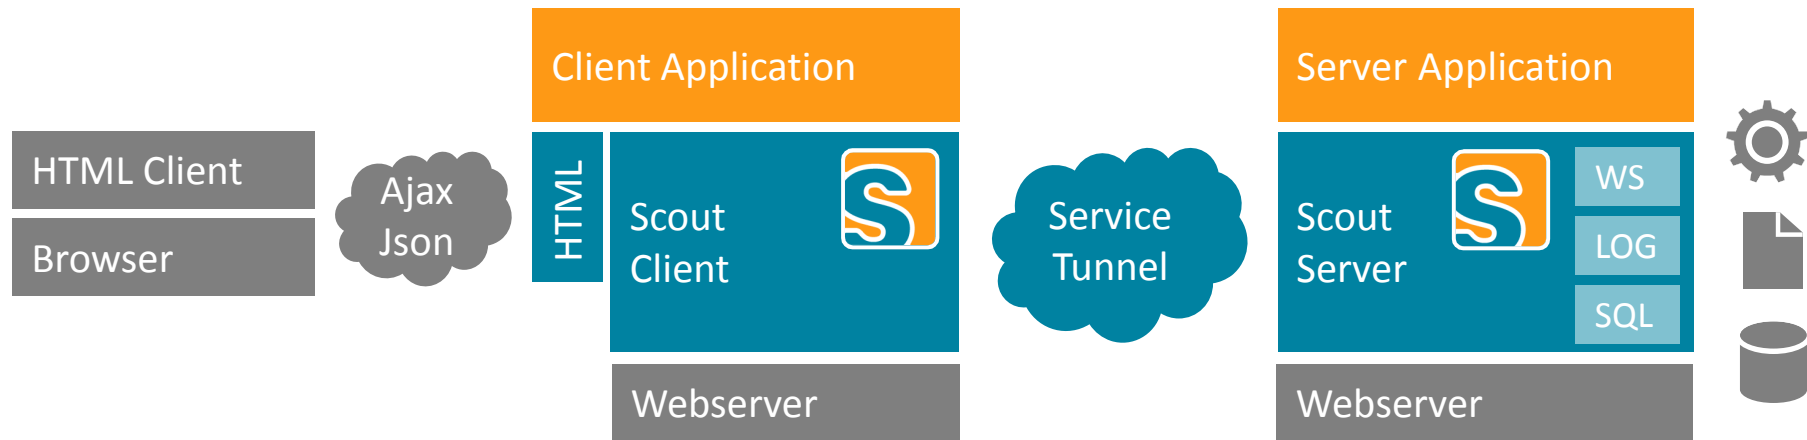 HTML Client
Browser
Ajax
Json
Client Application
HTML
Scout
Client
Webserver
Service
Tunnel
Server Application
Scout
Server
WS
LOG
SQL
Webserver